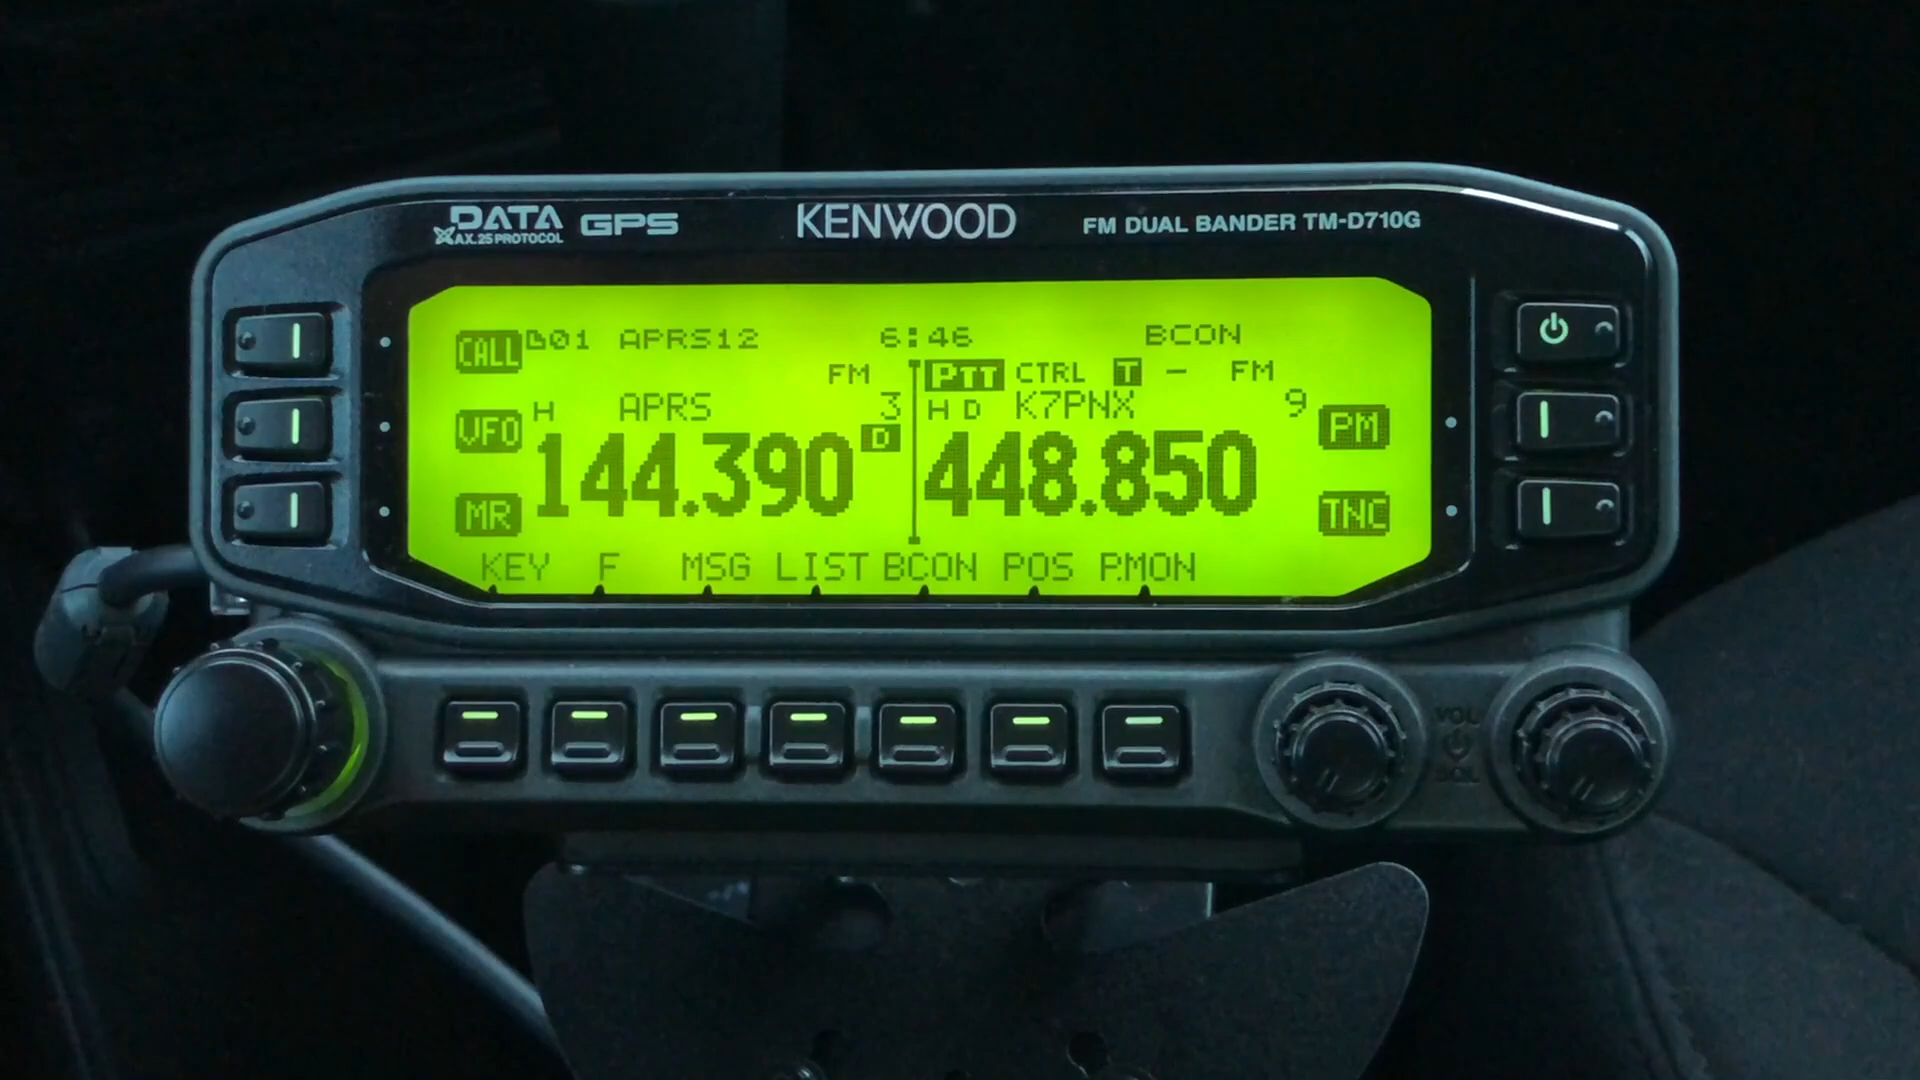 DATA GPS KENWOOD FM DUAL BANDER TM-D710G
AX.25 PROTOCOL
CALL 01 APRS12 6:46 BCON
FM PTT CTRL T - FM
H APRS 3 H D K7PNX 9
VFO 144.390 D 448.850 PM
MR TNC
KEY F MSG LIST BCON POS P.MON
VOL
SQL